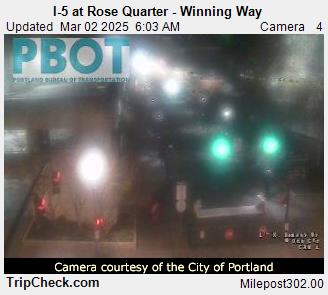 I-5 at Rose Quarter - Winning Way
Updated Mar 02 2025 6:03 AM Camera 4
PBOT
PORTLAND BUREAU OF TRANSPORTATION
Camera courtesy of the City of Portland
TripCheck.com Milepost302.00